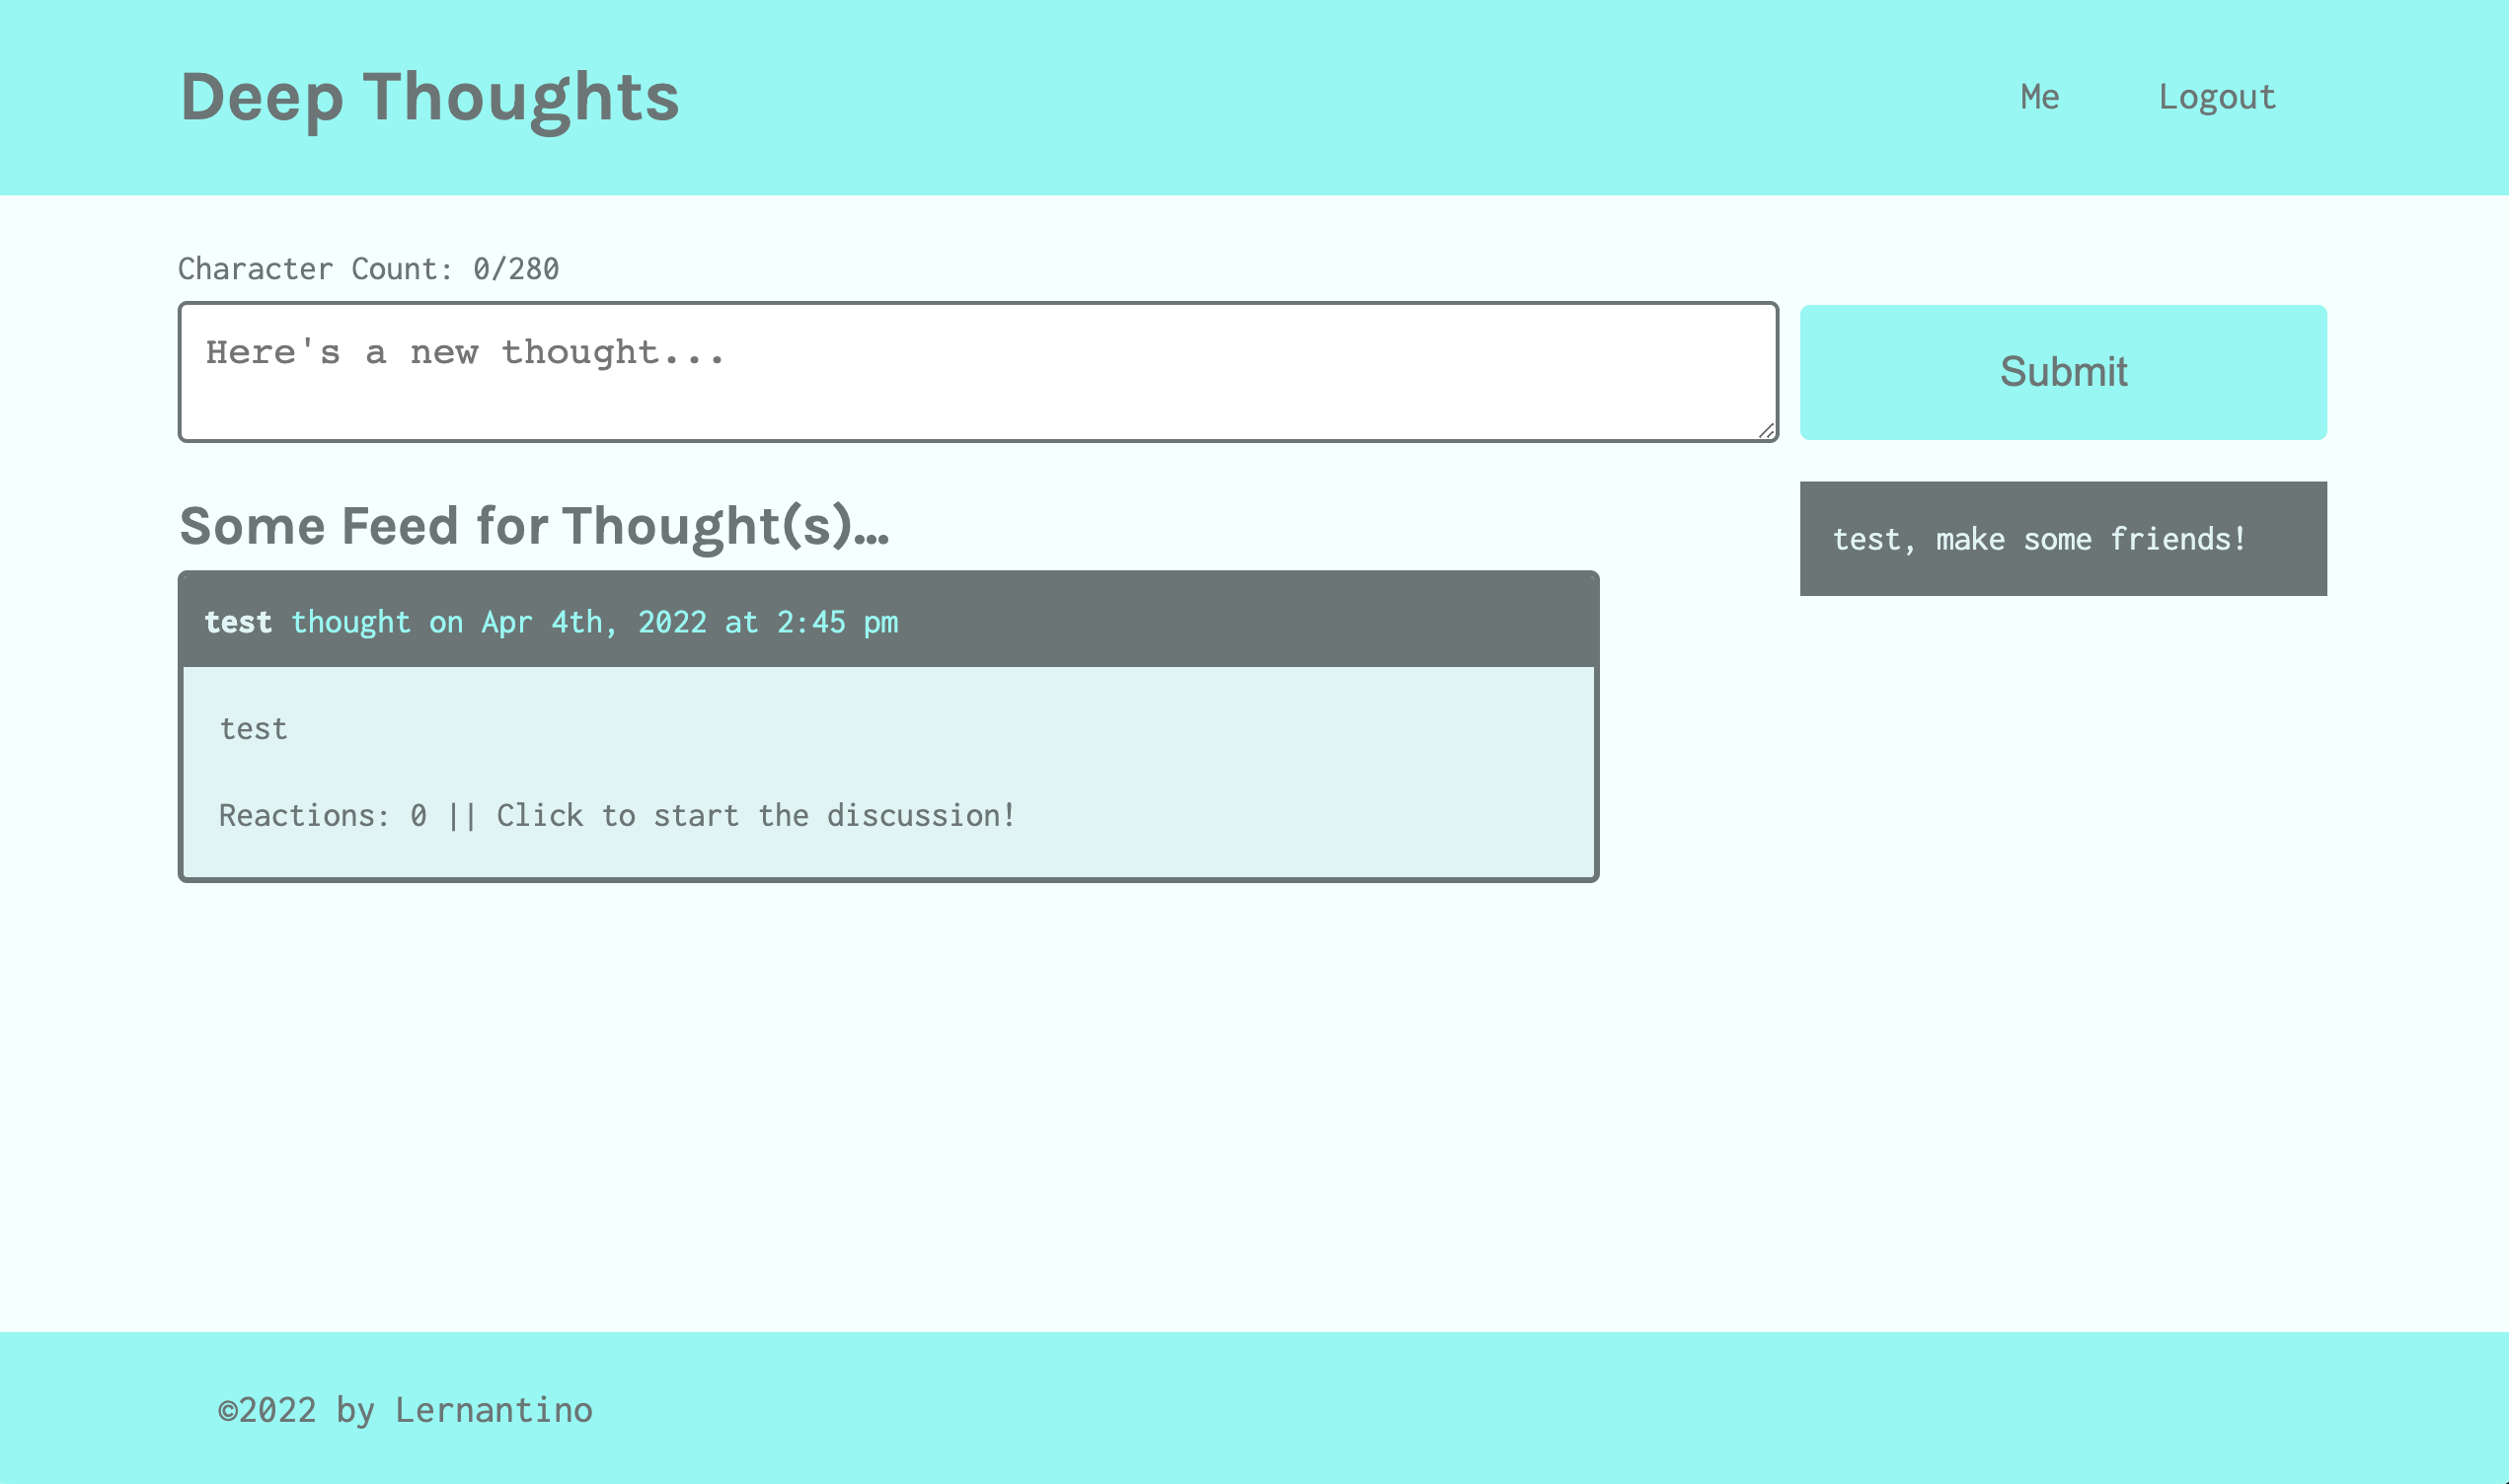 Deep Thoughts
Me
Logout
Character Count: 0/280
Here's a new thought...
Submit
Some Feed for Thought(s)...
test, make some friends!
test thought on Apr 4th, 2022 at 2:45 pm
test
Reactions: 0 || Click to start the discussion!
©2022 by Lernantino